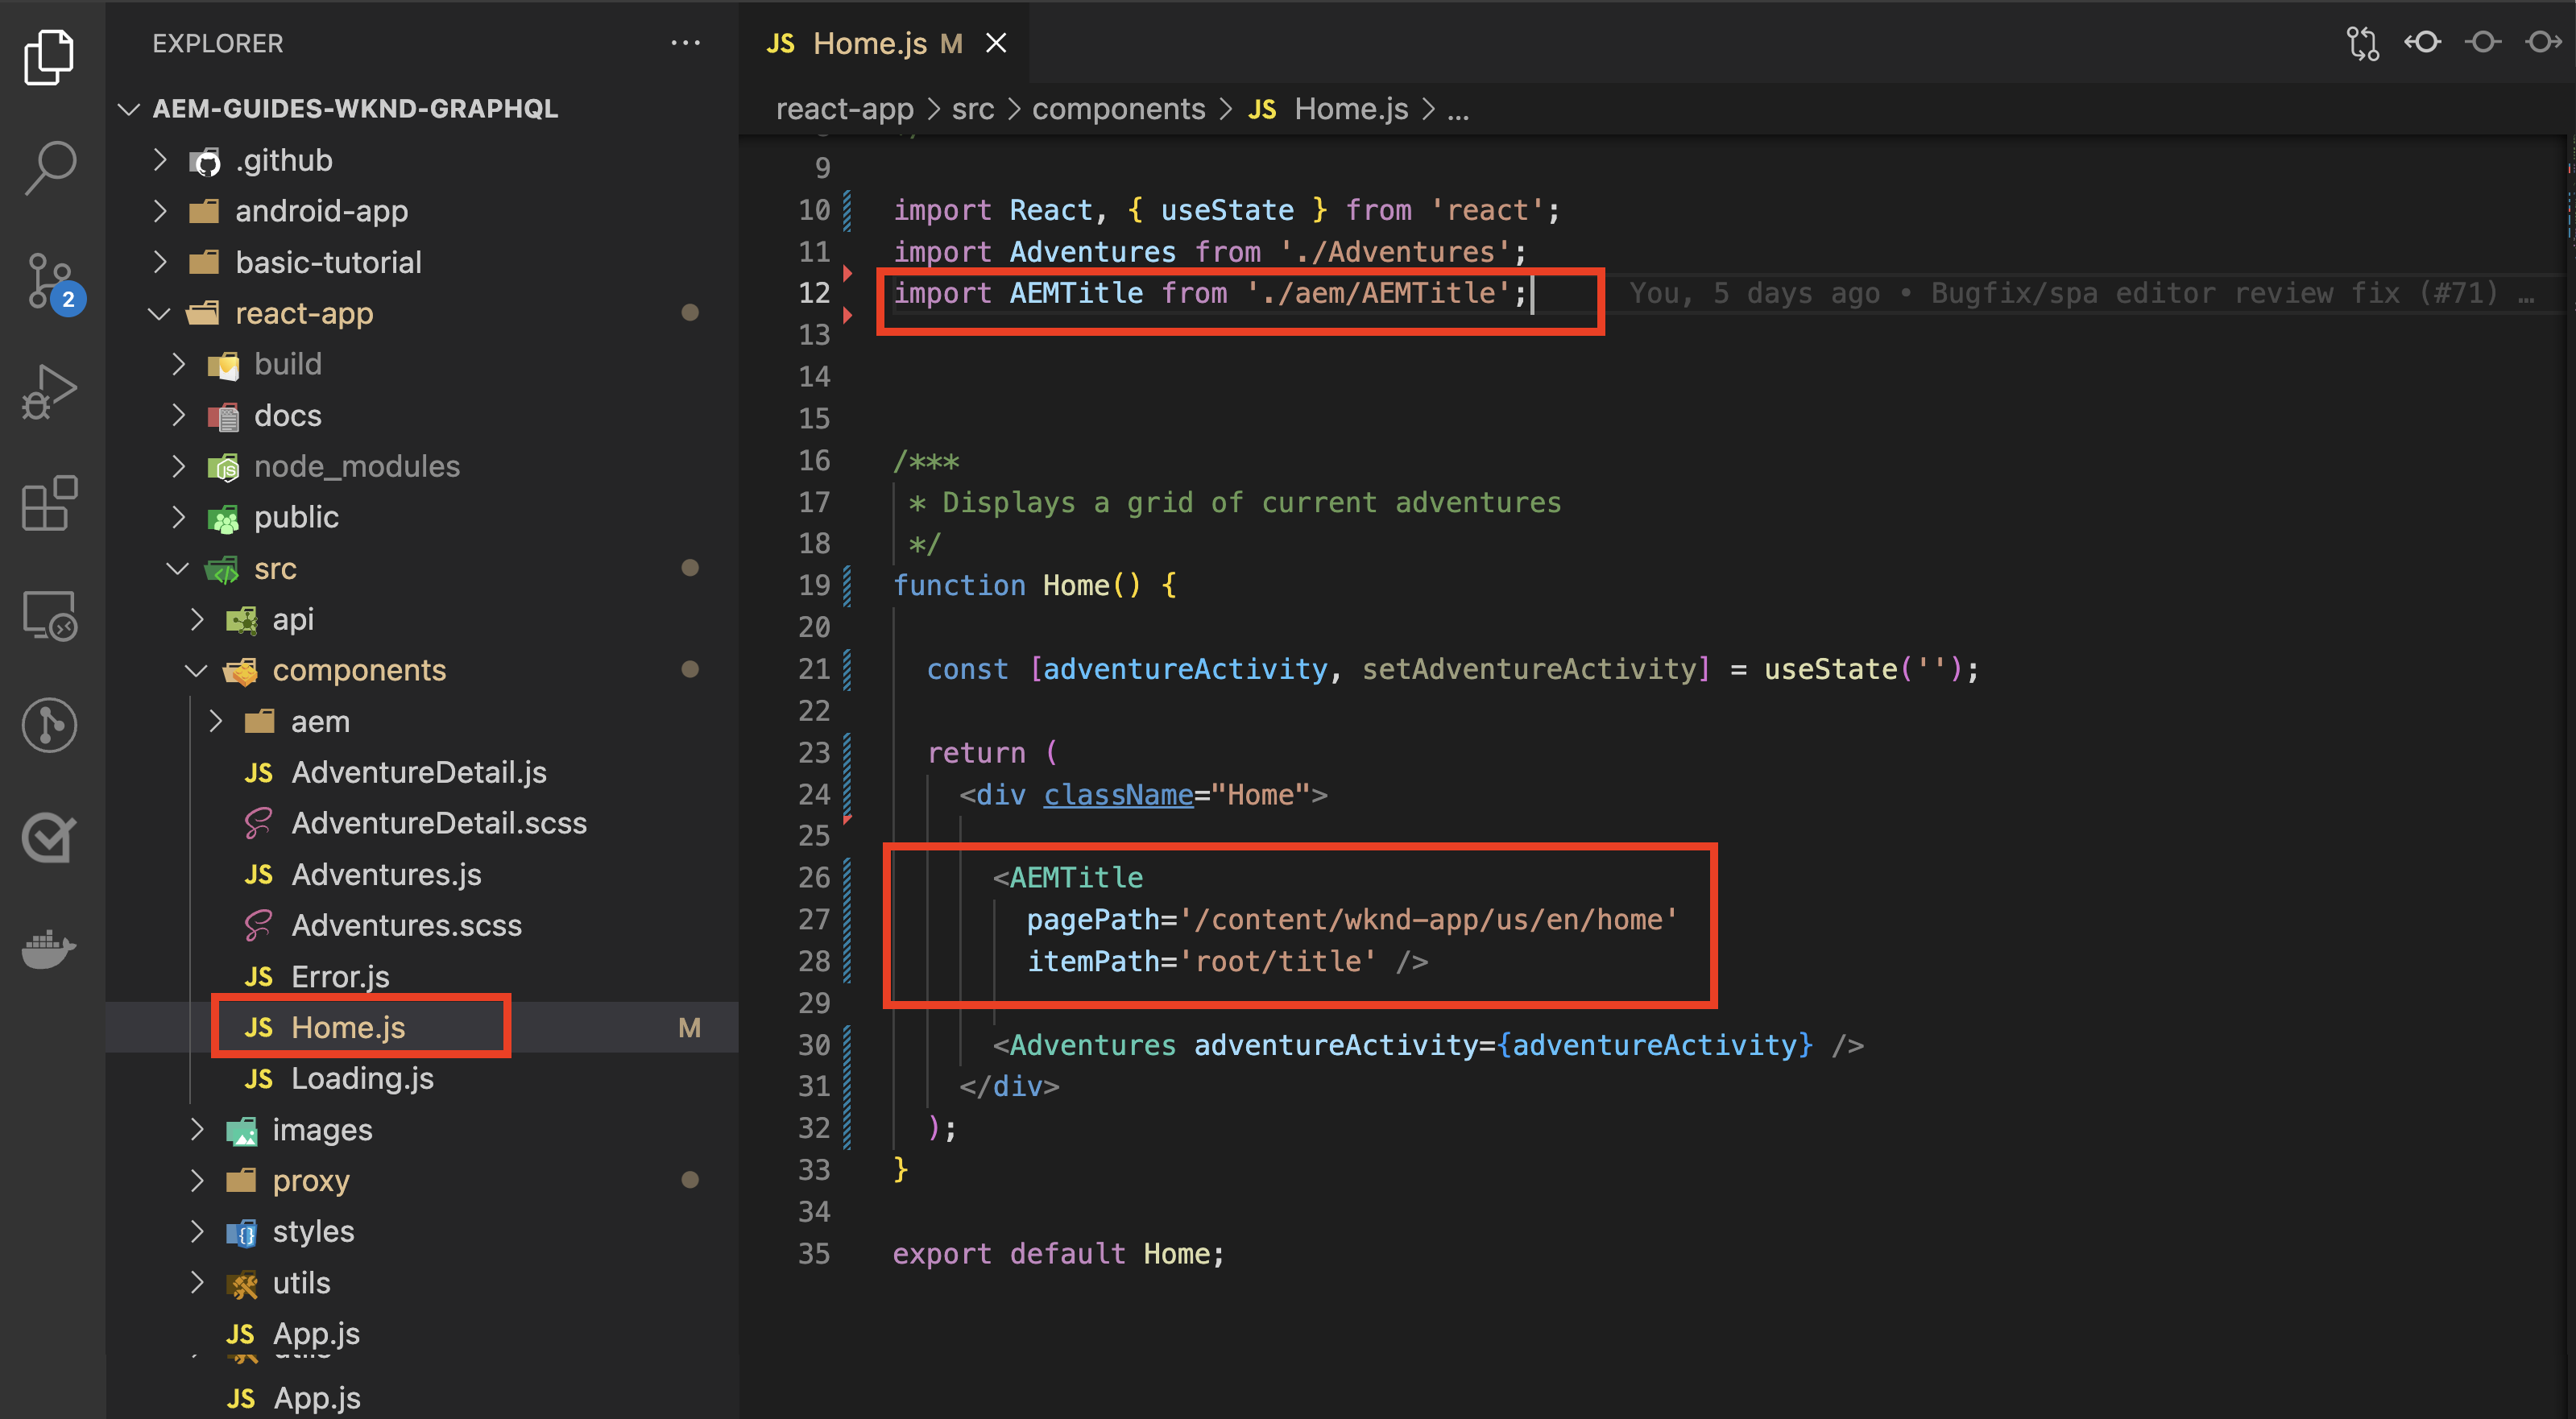 EXPLORER
AEM-GUIDES-WKND-GRAPHQL
.github
android-app
basic-tutorial
2
react-app
build
docs
node_modules
public
src
api
components
aem
JS AdventureDetail.js
AdventureDetail.scss
JS Adventures.js
Adventures.scss
JS Error.js
JS Home.js M
JS Loading.js
images
proxy
styles
utils
JS App.js
JS App.js
JS Home.js M
react-app > src > components > JS Home.js > ...
9
10 import React, { useState } from 'react';
11 import Adventures from './Adventures';
12 import AEMTitle from './aem/AEMTitle'; You, 5 days ago • Bugfix/spa editor review fix (#71) …
13
14
15
16 /***
17 * Displays a grid of current adventures
18 */
19 function Home() {
20
21 const [adventureActivity, setAdventureActivity] = useState('');
22
23 return (
24 <div className="Home">
25
26 <AEMTitle
27 pagePath='/content/wknd-app/us/en/home'
28 itemPath='root/title' />
29
30 <Adventures adventureActivity={adventureActivity} />
31 </div>
32 );
33 }
34
35 export default Home;